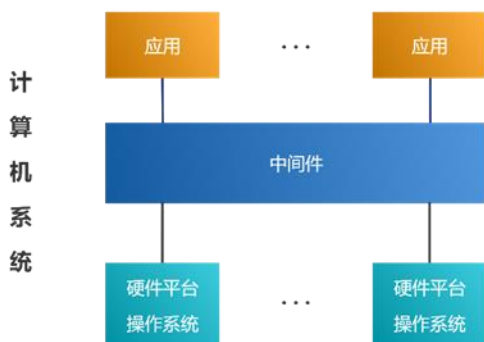 计算机系统
应用
...
应用
中间件
硬件平台
操作系统
...
硬件平台
操作系统